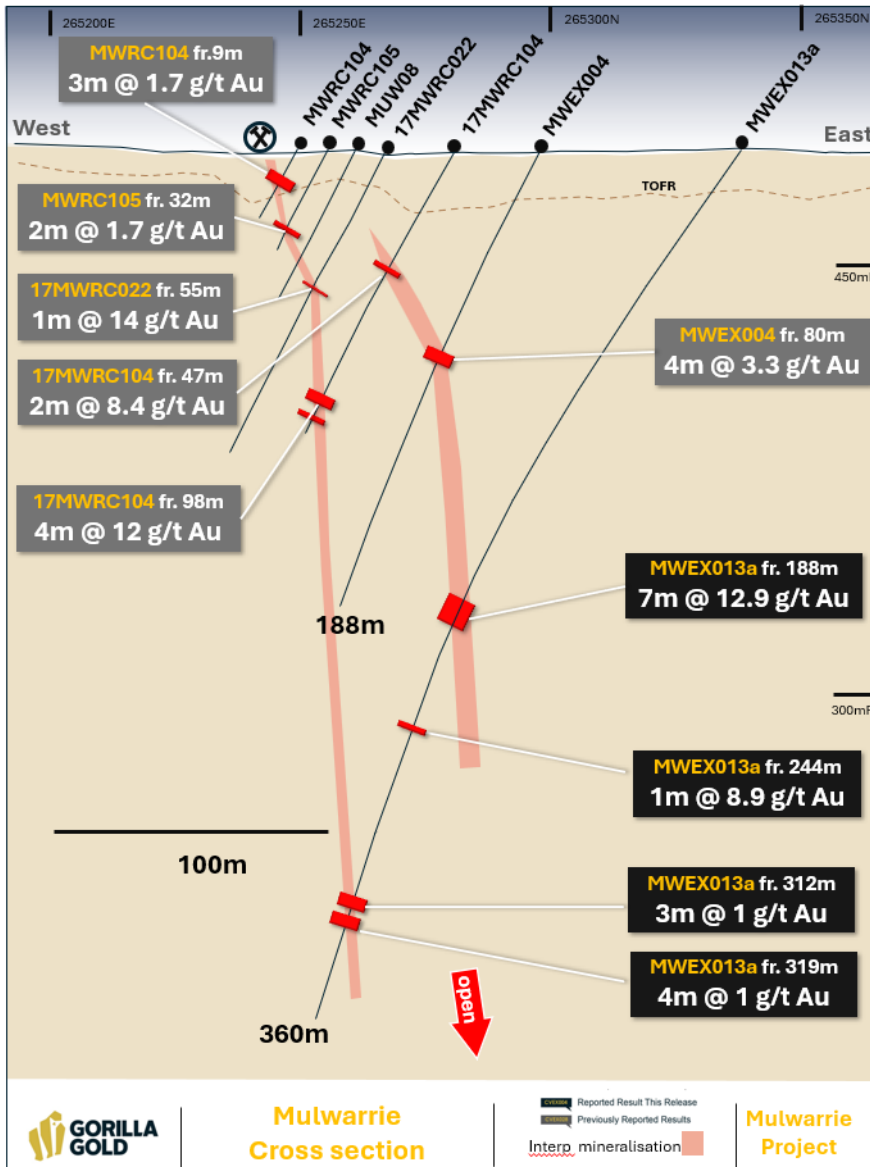 265200E
265250E
265300N
265350N
MWRC104 fr.9m
3m @ 1.7 g/t Au
MWRC104
MWRC105
MUW08
17MWRC022
17MWRC104
MWEX004
MWEX013a
West
East
TOFR
MWRC105 fr. 32m
2m @ 1.7 g/t Au
450mR
17MWRC022 fr. 55m
1m @ 14 g/t Au
MWEX004 fr. 80m
4m @ 3.3 g/t Au
17MWRC104 fr. 47m
2m @ 8.4 g/t Au
17MWRC104 fr. 98m
4m @ 12 g/t Au
MWEX013a fr. 188m
7m @ 12.9 g/t Au
188m
300mR
MWEX013a fr. 244m
1m @ 8.9 g/t Au
100m
MWEX013a fr. 312m
3m @ 1 g/t Au
MWEX013a fr. 319m
4m @ 1 g/t Au
open
360m
GORILLA
GOLD
Mulwarrie
Cross section
Reported Result This Release
Previously Reported Results
Interp mineralisation
Mulwarrie
Project